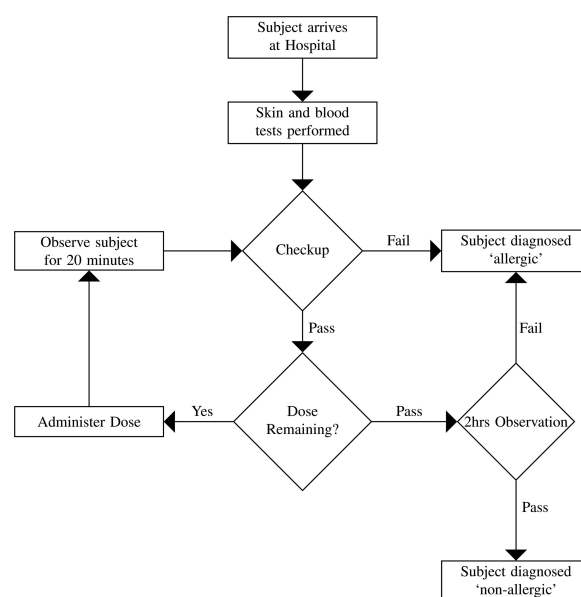 Subject arrives
at Hospital
Skin and blood
tests performed
Observe subject
for 20 minutes
Checkup
Fail
Subject diagnosed
‘allergic’
Pass
Fail
Administer Dose
Yes
Dose
Remaining?
Pass
2hrs Observation
Pass
Subject diagnosed
‘non-allergic’